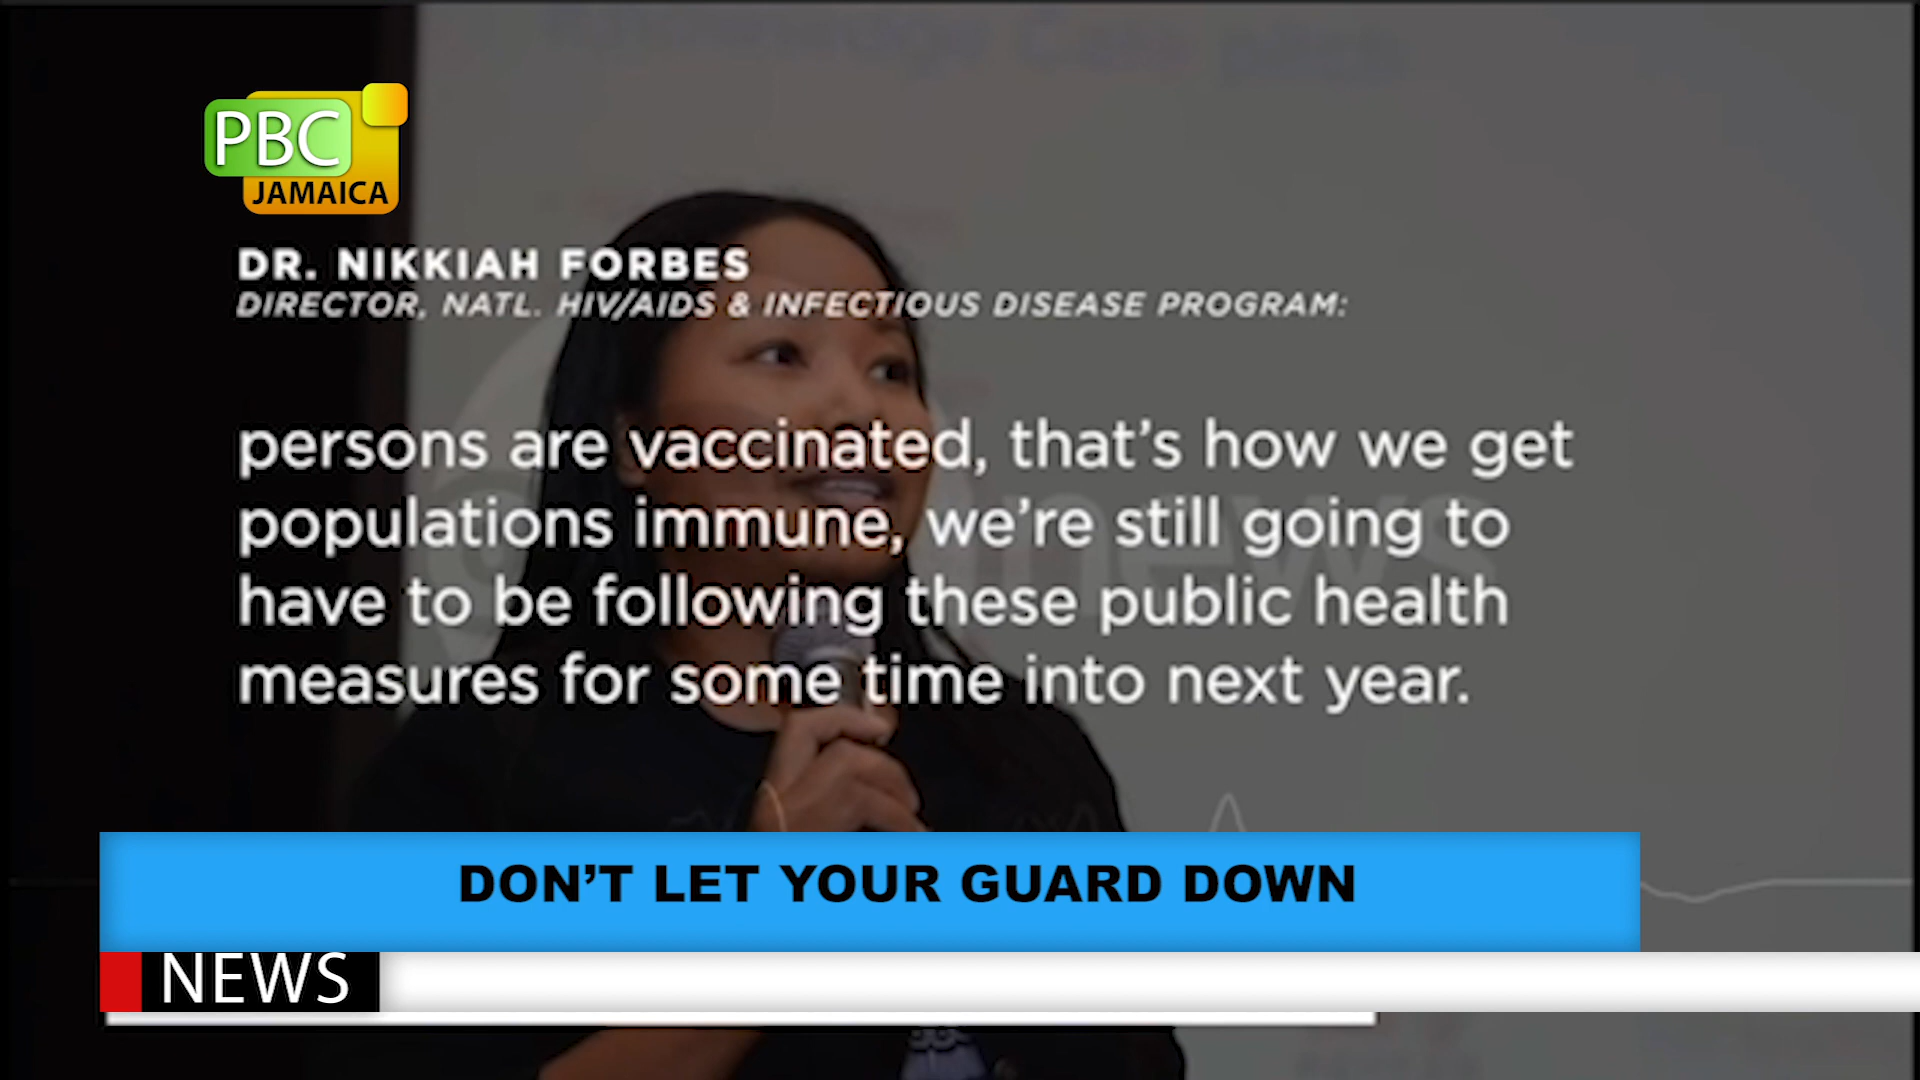 PBC
JAMAICA
DR. NIKKIAH FORBES
DIRECTOR, NATL. HIV/AIDS & INFECTIOUS DISEASE PROGRAM:
persons are vaccinated, that’s how we get
populations immune, we’re still going to
have to be following these public health
measures for some time into next year.
news
DON’T LET YOUR GUARD DOWN
NEWS